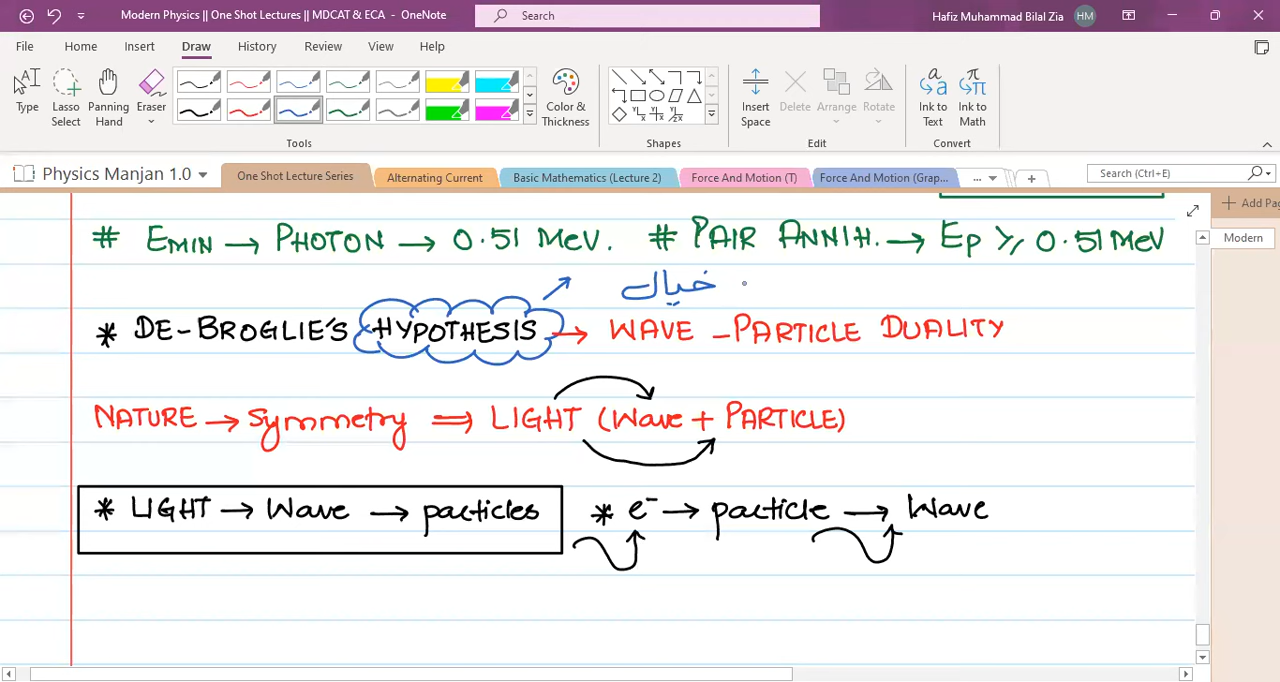 Modern Physics || One Shot Lectures || MDCAT & ECA - OneNote
Search
Hafiz Muhammad Bilal Zia HM
File Home Insert Draw History Review View Help
Type Lasso Select Panning Hand Eraser
Color & Thickness
Insert Space Delete Arrange Rotate
Ink to Text Ink to Math
Tools Shapes Edit Convert
Physics Manjan 1.0 One Shot Lecture Series Alternating Current Basic Mathematics (Lecture 2) Force And Motion (T) Force And Motion (Grap... ... Search (Ctrl+E)
Add Pag
Modern
# EMIN → PHOTON → 0.51 MeV. # PAIR ANNIH. → Ep ⩾ 0.51 MeV
خیالی
* DE-BROGLIE'S HYPOTHESIS → WAVE - PARTICLE DUALITY
NATURE → Symmetry ⟹ LIGHT (Wave + PARTICLE)
* LIGHT → Wave → particles * e⁻ → particle → Wave